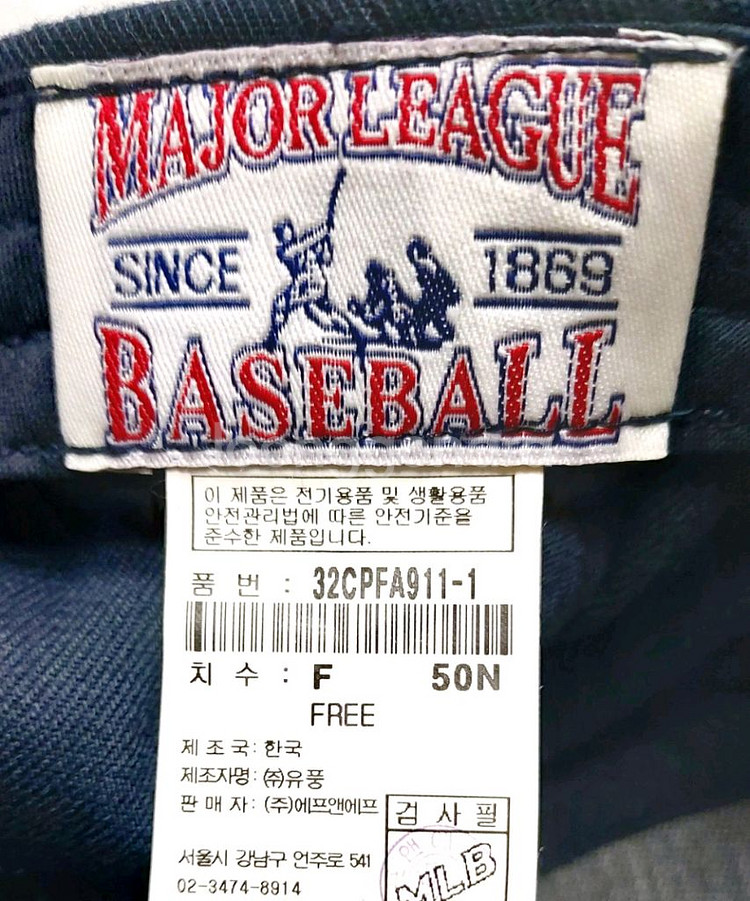 MAJOR LEAGUE
SINCE 1869
BASEBALL
이 제품은 전기용품 및 생활용품
안전관리법에 따른 안전기준을
준수한 제품입니다.
품 번 : 32CPFA911-1
치 수 : F 50N
FREE
제 조 국: 한국
제조자명: ㈜유풍
판 매 자: (주)에프앤에프
검 사 필
서울시 강남구 언주로 541
MLB
02-3474-8914